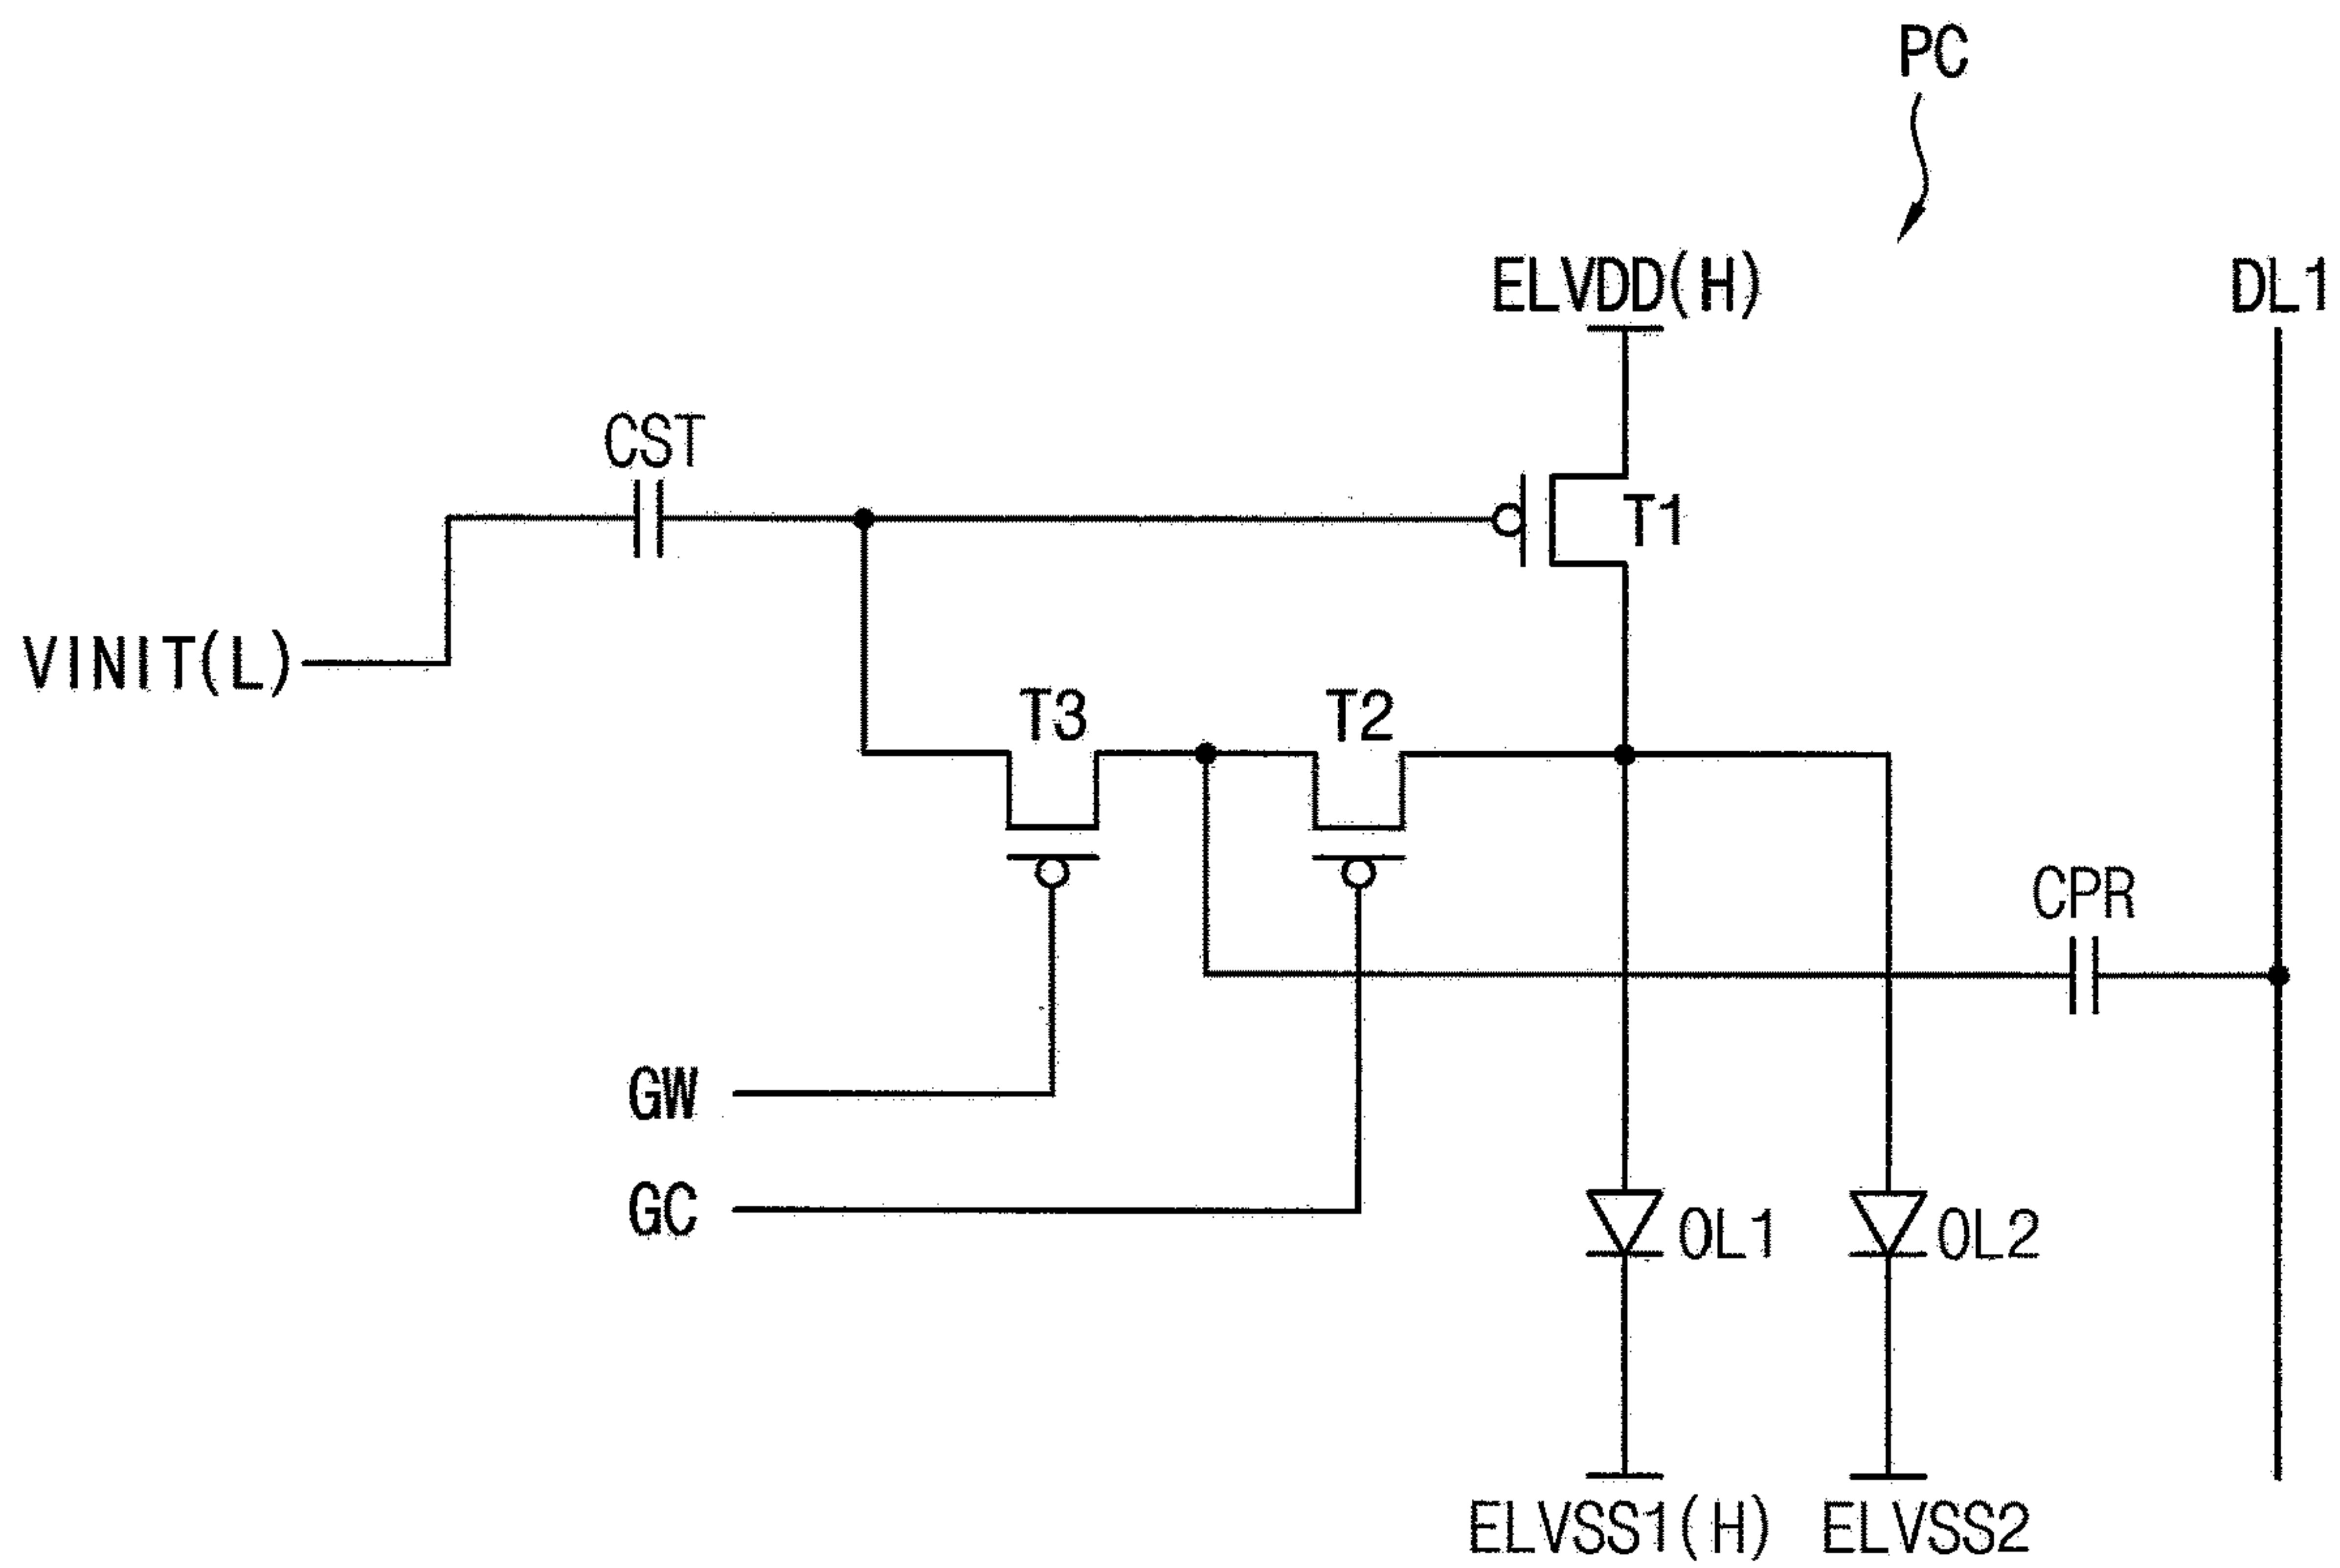 PC
ELVDD(H)
DL1
CST
T1
VINIT(L)
T3
T2
CPR
GW
GC
OL1
OL2
ELVSS1(H)
ELVSS2